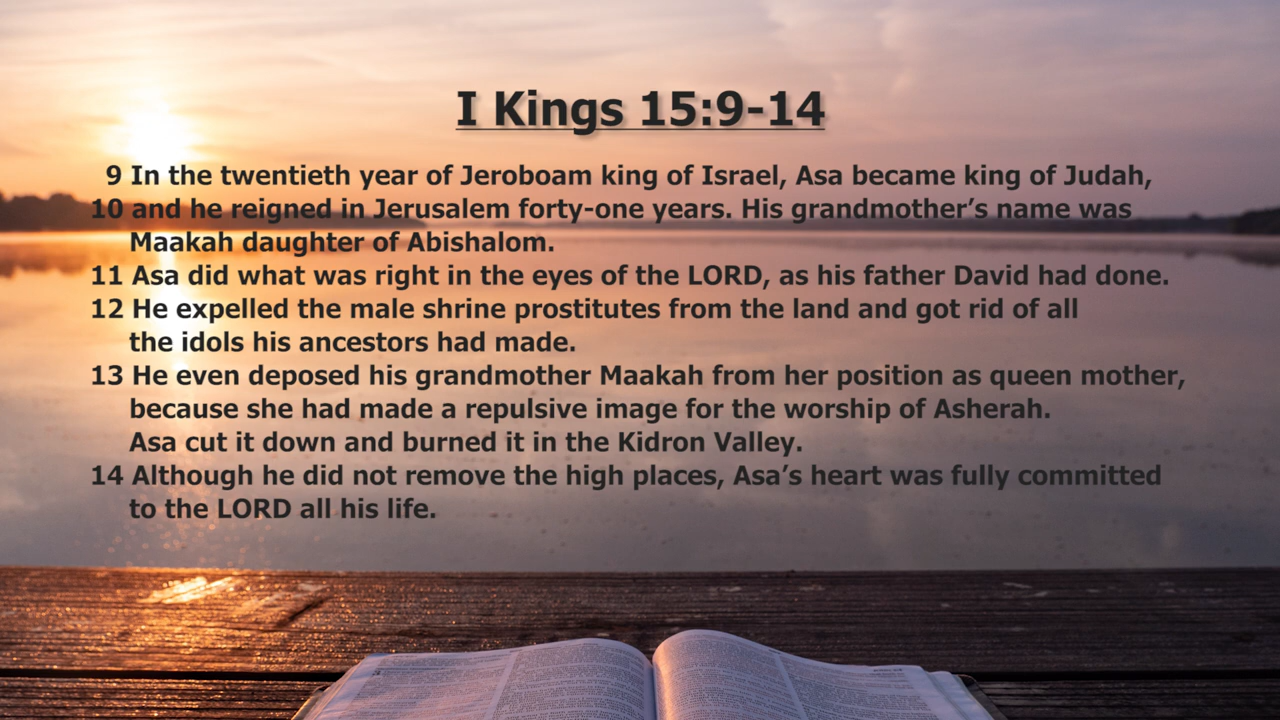 I Kings 15:9-14
9 In the twentieth year of Jeroboam king of Israel, Asa became king of Judah,
10 and he reigned in Jerusalem forty-one years. His grandmother’s name was
Maakah daughter of Abishalom.
11 Asa did what was right in the eyes of the LORD, as his father David had done.
12 He expelled the male shrine prostitutes from the land and got rid of all
the idols his ancestors had made.
13 He even deposed his grandmother Maakah from her position as queen mother,
because she had made a repulsive image for the worship of Asherah.
Asa cut it down and burned it in the Kidron Valley.
14 Although he did not remove the high places, Asa’s heart was fully committed
to the LORD all his life.